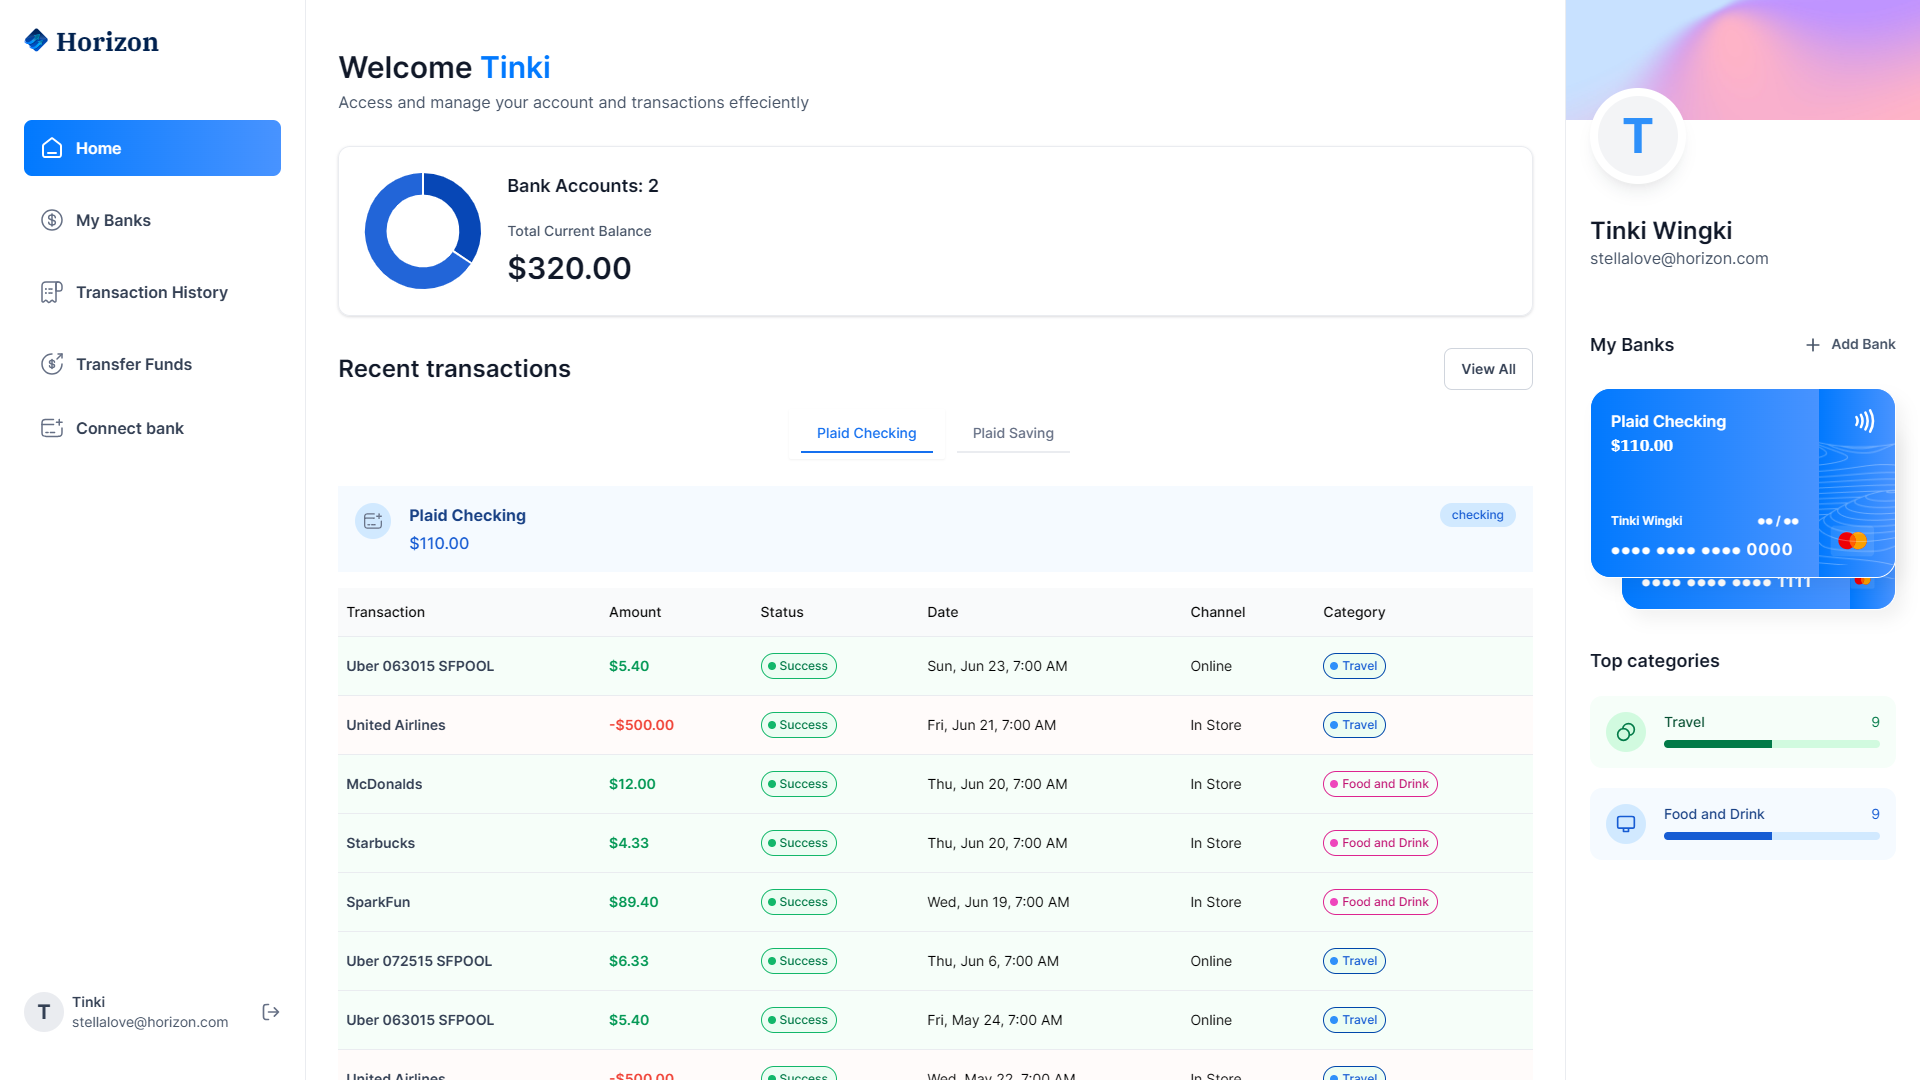 Horizon
Home
My Banks
Transaction History
Transfer Funds
Connect bank
T
Tinki
stellalove@horizon.com
Welcome Tinki
Access and manage your account and transactions effeciently
Bank Accounts: 2
Total Current Balance
$320.00
Recent transactions
View All
Plaid Checking Plaid Saving
Plaid Checking
checking
$110.00
Transaction Amount Status Date Channel Category
Uber 063015 SFPOOL $5.40 Success Sun, Jun 23, 7:00 AM Online Travel
United Airlines -$500.00 Success Fri, Jun 21, 7:00 AM In Store Travel
McDonalds $12.00 Success Thu, Jun 20, 7:00 AM In Store Food and Drink
Starbucks $4.33 Success Thu, Jun 20, 7:00 AM In Store Food and Drink
SparkFun $89.40 Success Wed, Jun 19, 7:00 AM In Store Food and Drink
Uber 072515 SFPOOL $6.33 Success Thu, Jun 6, 7:00 AM Online Travel
Uber 063015 SFPOOL $5.40 Success Fri, May 24, 7:00 AM Online Travel
United Airlines -$500.00 Success Wed, May 22, 7:00 AM In Store Travel
T
Tinki Wingki
stellalove@horizon.com
My Banks
Add Bank
Plaid Checking
$110.00
Tinki Wingki ●● / ●●
●●●● ●●●● ●●●● 0000
●●●● ●●●● ●●●● 1111
Top categories
Travel 9
Food and Drink 9